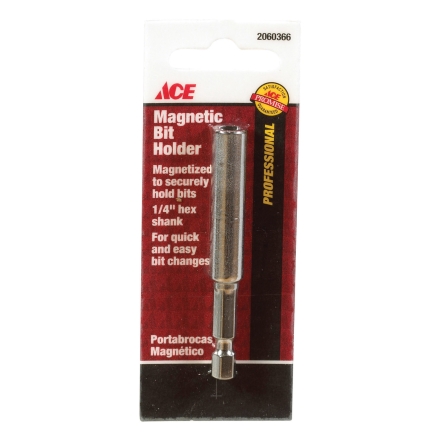 2060366
ACE
SATISFACTION
PROMISE
GUARANTEED
PROFESSIONAL
Magnetic
Bit
Holder
Magnetized
to securely
hold bits
1/4" hex
shank
For quick
and easy
bit changes
Portabrocas
Magnético